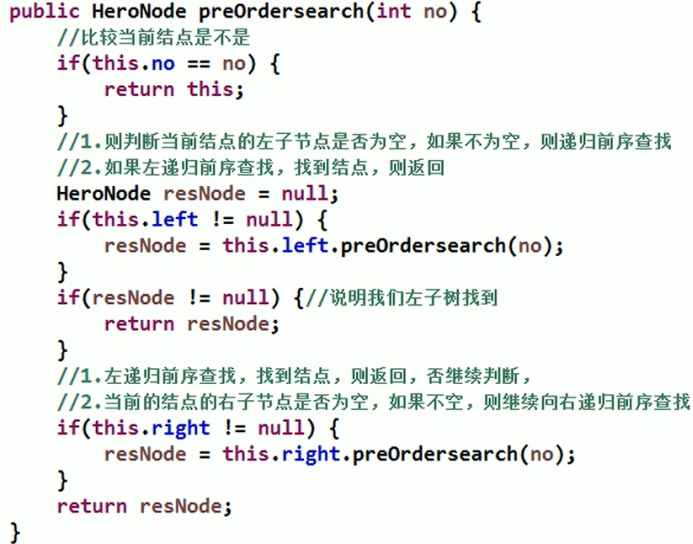 public HeroNode preOrdersearch(int no) {
//比较当前结点是不是
if(this.no == no) {
return this;
}
//1.则判断当前结点的左子节点是否为空，如果不为空，则递归前序查找
//2.如果左递归前序查找，找到结点，则返回
HeroNode resNode = null;
if(this.left != null) {
resNode = this.left.preOrdersearch(no);
}
if(resNode != null) {//说明我们左子树找到
return resNode;
}
//1.左递归前序查找，找到结点，则返回，否继续判断，
//2.当前的结点的右子节点是否为空，如果不空，则继续向右递归前序查找
if(this.right != null) {
resNode = this.right.preOrdersearch(no);
}
return resNode;
}